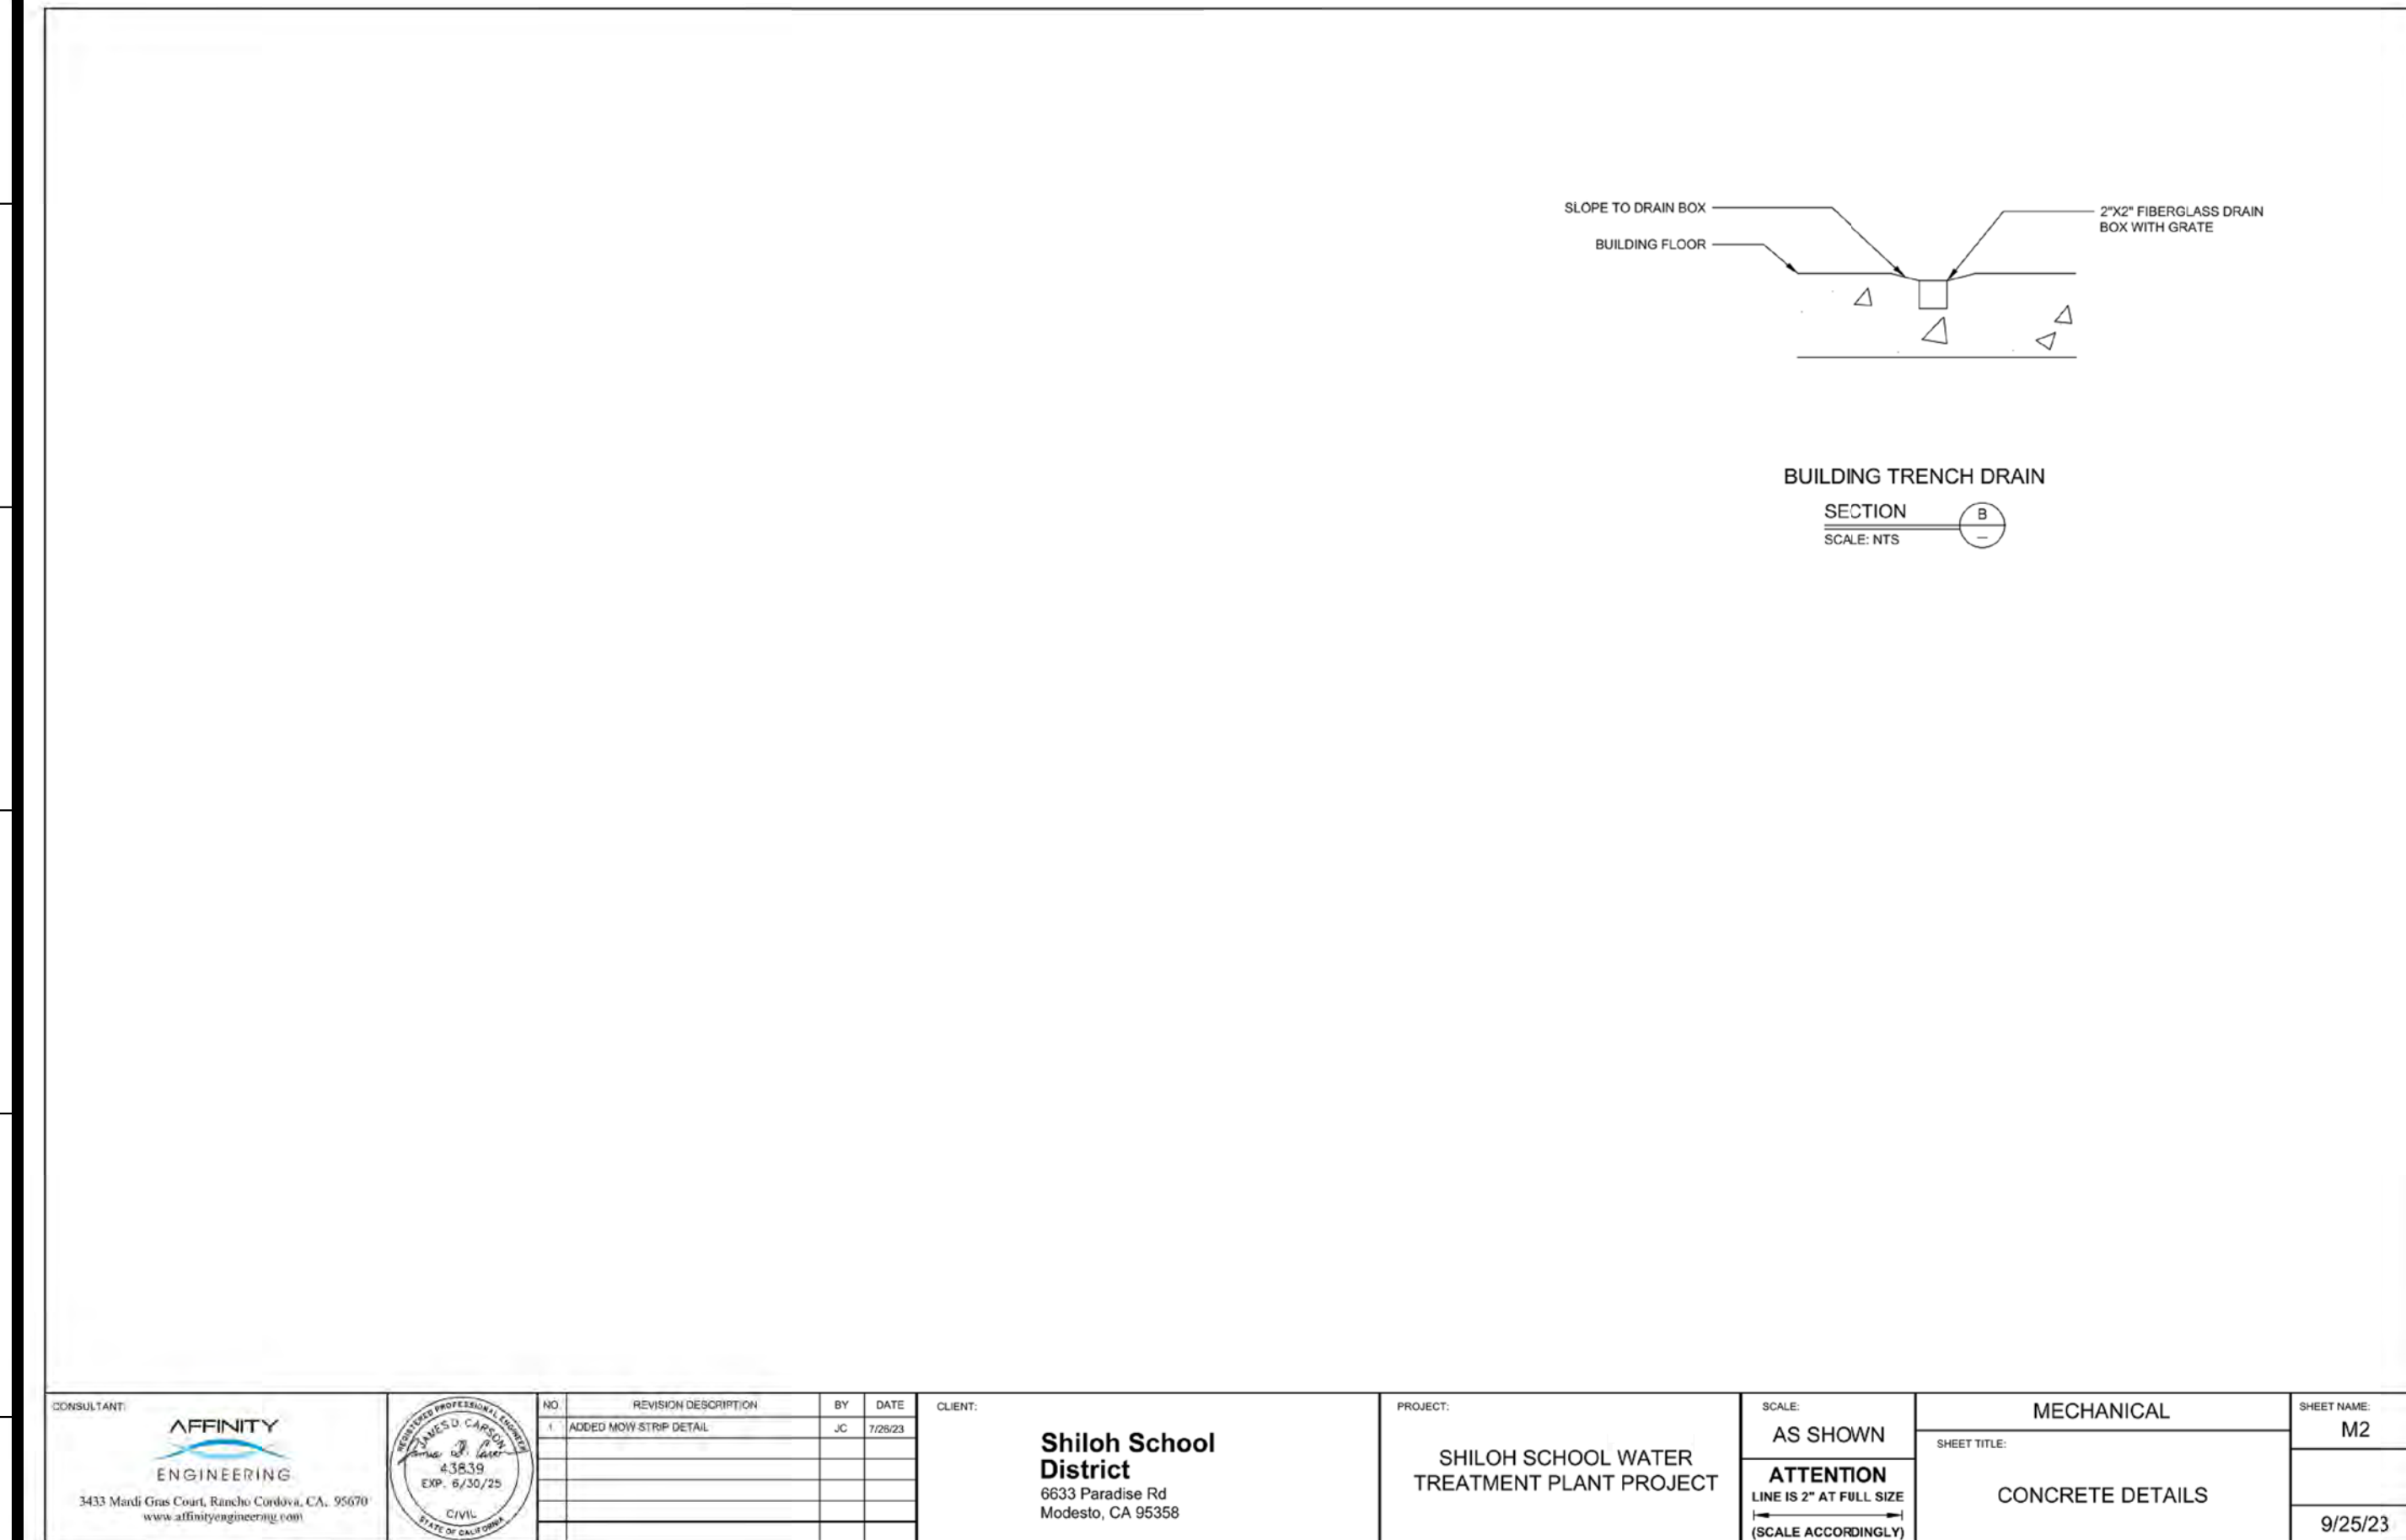 SLOPE TO DRAIN BOX
BUILDING FLOOR
2"X2" FIBERGLASS DRAIN
BOX WITH GRATE
BUILDING TRENCH DRAIN
SECTION
B
SCALE: NTS
–
CONSULTANT:
AFFINITY
ENGINEERING
3433 Mardi Gras Court, Rancho Cordova, CA, 95670
www.affinityengineering.com
REGISTERED PROFESSIONAL ENGINEER
JAMES D. CARSON
43839
EXP. 6/30/25
CIVIL
STATE OF CALIFORNIA
NO. REVISION DESCRIPTION BY DATE
1 ADDED MOW STRIP DETAIL JC 7/26/23
CLIENT:
Shiloh School
District
6633 Paradise Rd
Modesto, CA 95358
PROJECT:
SHILOH SCHOOL WATER
TREATMENT PLANT PROJECT
SCALE:
AS SHOWN
ATTENTION
LINE IS 2" AT FULL SIZE
(SCALE ACCORDINGLY)
MECHANICAL
SHEET TITLE:
CONCRETE DETAILS
SHEET NAME:
M2
9/25/23